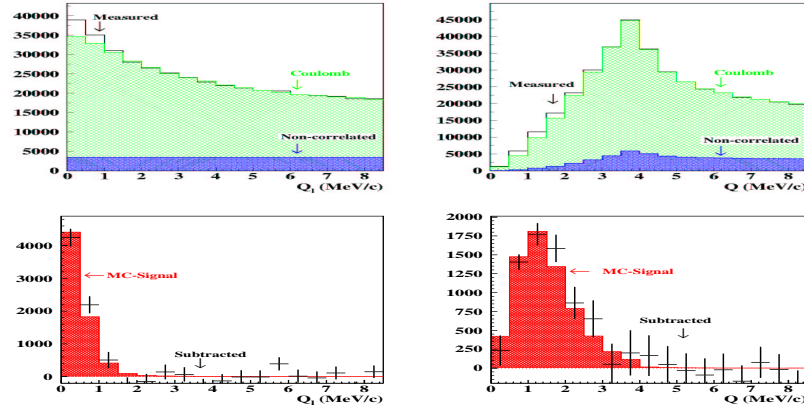 40000
35000
30000
25000
20000
15000
10000
5000
0
Measured
Coulomb
Non-correlated
0 1 2 3 4 5 6 7 8
Ql (MeV/c)
45000
40000
35000
30000
25000
20000
15000
10000
5000
0
Measured
Coulomb
Non-correlated
0 1 2 3 4 5 6 7 8
Q (MeV/c)
4000
3000
2000
1000
0
MC-Signal
Subtracted
0 1 2 3 4 5 6 7 8
Ql (MeV/c)
2000
1750
1500
1250
1000
750
500
250
0
MC-Signal
Subtracted
0 1 2 3 4 5 6 7 8
Q (MeV/c)